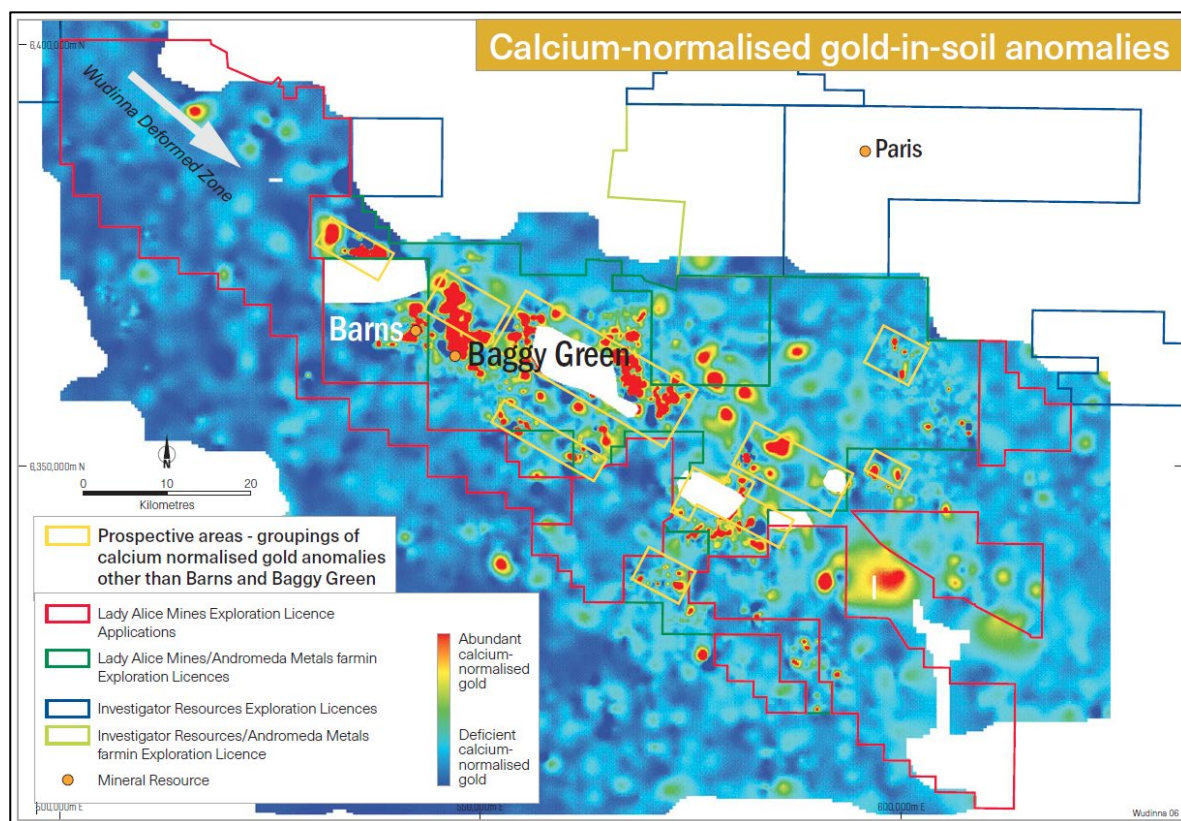 Calcium-normalised gold-in-soil anomalies
6,400,000m N
Wudinna Deformed Zone
Paris
Barns
Baggy Green
N
6,350,000m N
0 10 20
Kilometres
Prospective areas - groupings of
calcium normalised gold anomalies
other than Barns and Baggy Green
Lady Alice Mines Exploration Licence
Applications
Lady Alice Mines/Andromeda Metals farmin
Exploration Licences
Investigator Resources Exploration Licences
Investigator Resources/Andromeda Metals
farmin Exploration Licence
Mineral Resource
Abundant
calcium-
normalised
gold
Deficient
calcium-
normalised
gold
500,000m E
550,000m E
600,000m E
Wudinna 06